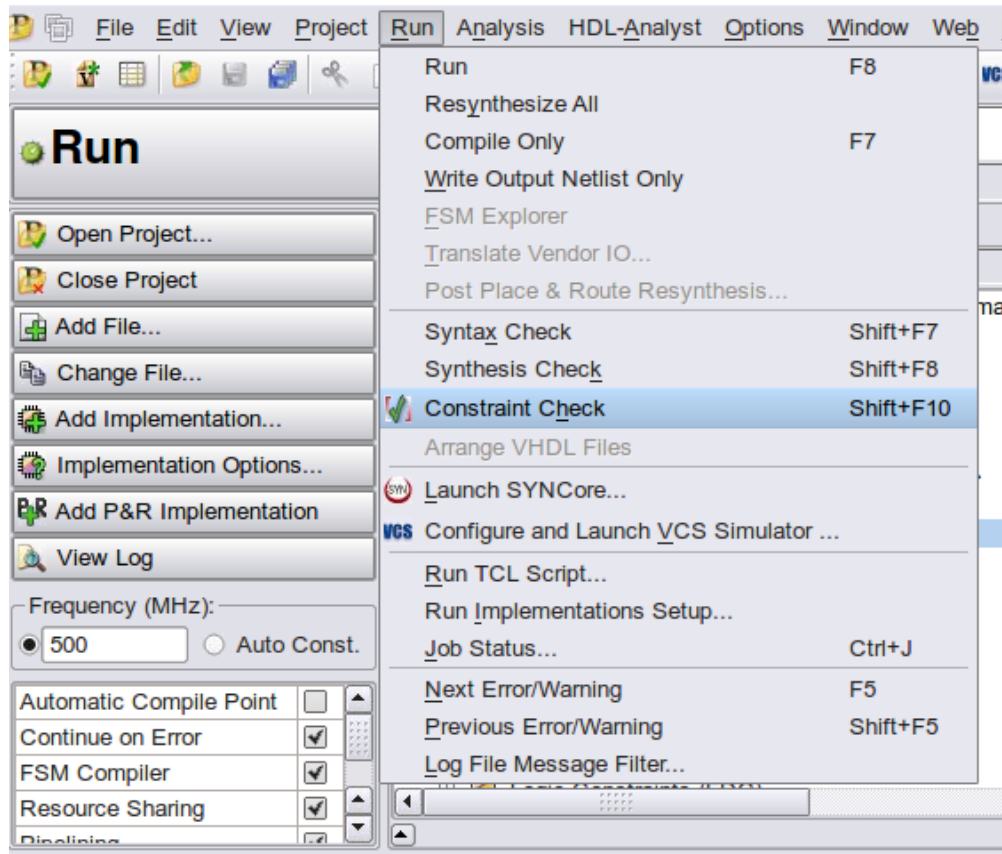 File Edit View Project Run Analysis HDL-Analyst Options Window Web
Run
Open Project...
Close Project
Add File...
Change File...
Add Implementation...
Implementation Options...
P&R Add P&R Implementation
View Log
Frequency (MHz):
500 Auto Const.
Automatic Compile Point
Continue on Error
FSM Compiler
Resource Sharing
Pipelining
Run F8
Resynthesize All
Compile Only F7
Write Output Netlist Only
FSM Explorer
Translate Vendor IO...
Post Place & Route Resynthesis...
Syntax Check Shift+F7
Synthesis Check Shift+F8
Constraint Check Shift+F10
Arrange VHDL Files
SYN Launch SYNCore...
VCS Configure and Launch VCS Simulator ...
Run TCL Script...
Run Implementations Setup...
Job Status... Ctrl+J
Next Error/Warning F5
Previous Error/Warning Shift+F5
Log File Message Filter...